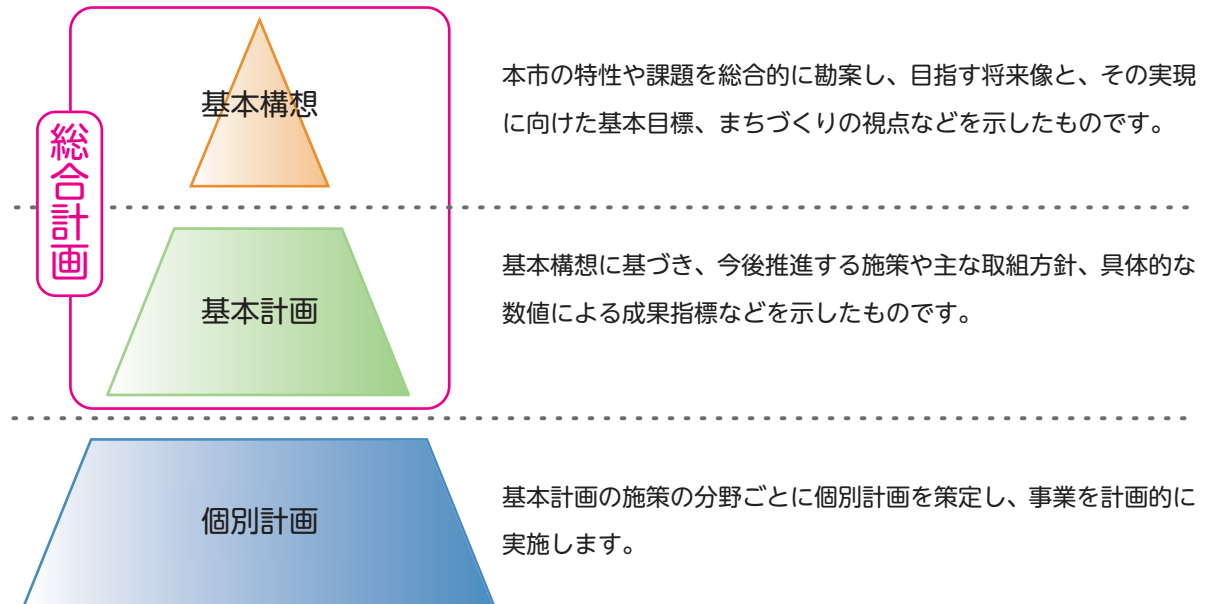 総合計画
基本構想
本市の特性や課題を総合的に勘案し、目指す将来像と、その実現
に向けた基本目標、まちづくりの視点などを示したものです。
基本計画
基本構想に基づき、今後推進する施策や主な取組方針、具体的な
数値による成果指標などを示したものです。
個別計画
基本計画の施策の分野ごとに個別計画を策定し、事業を計画的に
実施します。